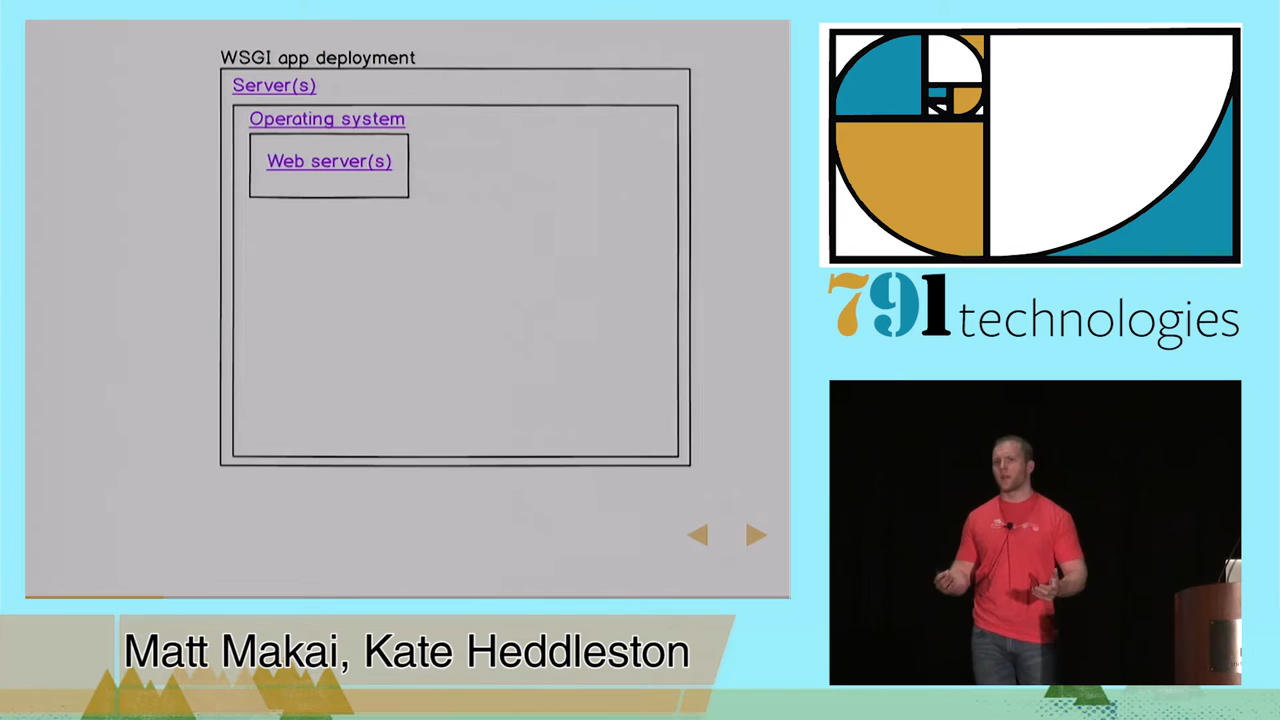 WSGI app deployment
Server(s)
Operating system
Web server(s)
791 technologies
Matt Makai, Kate Heddleston